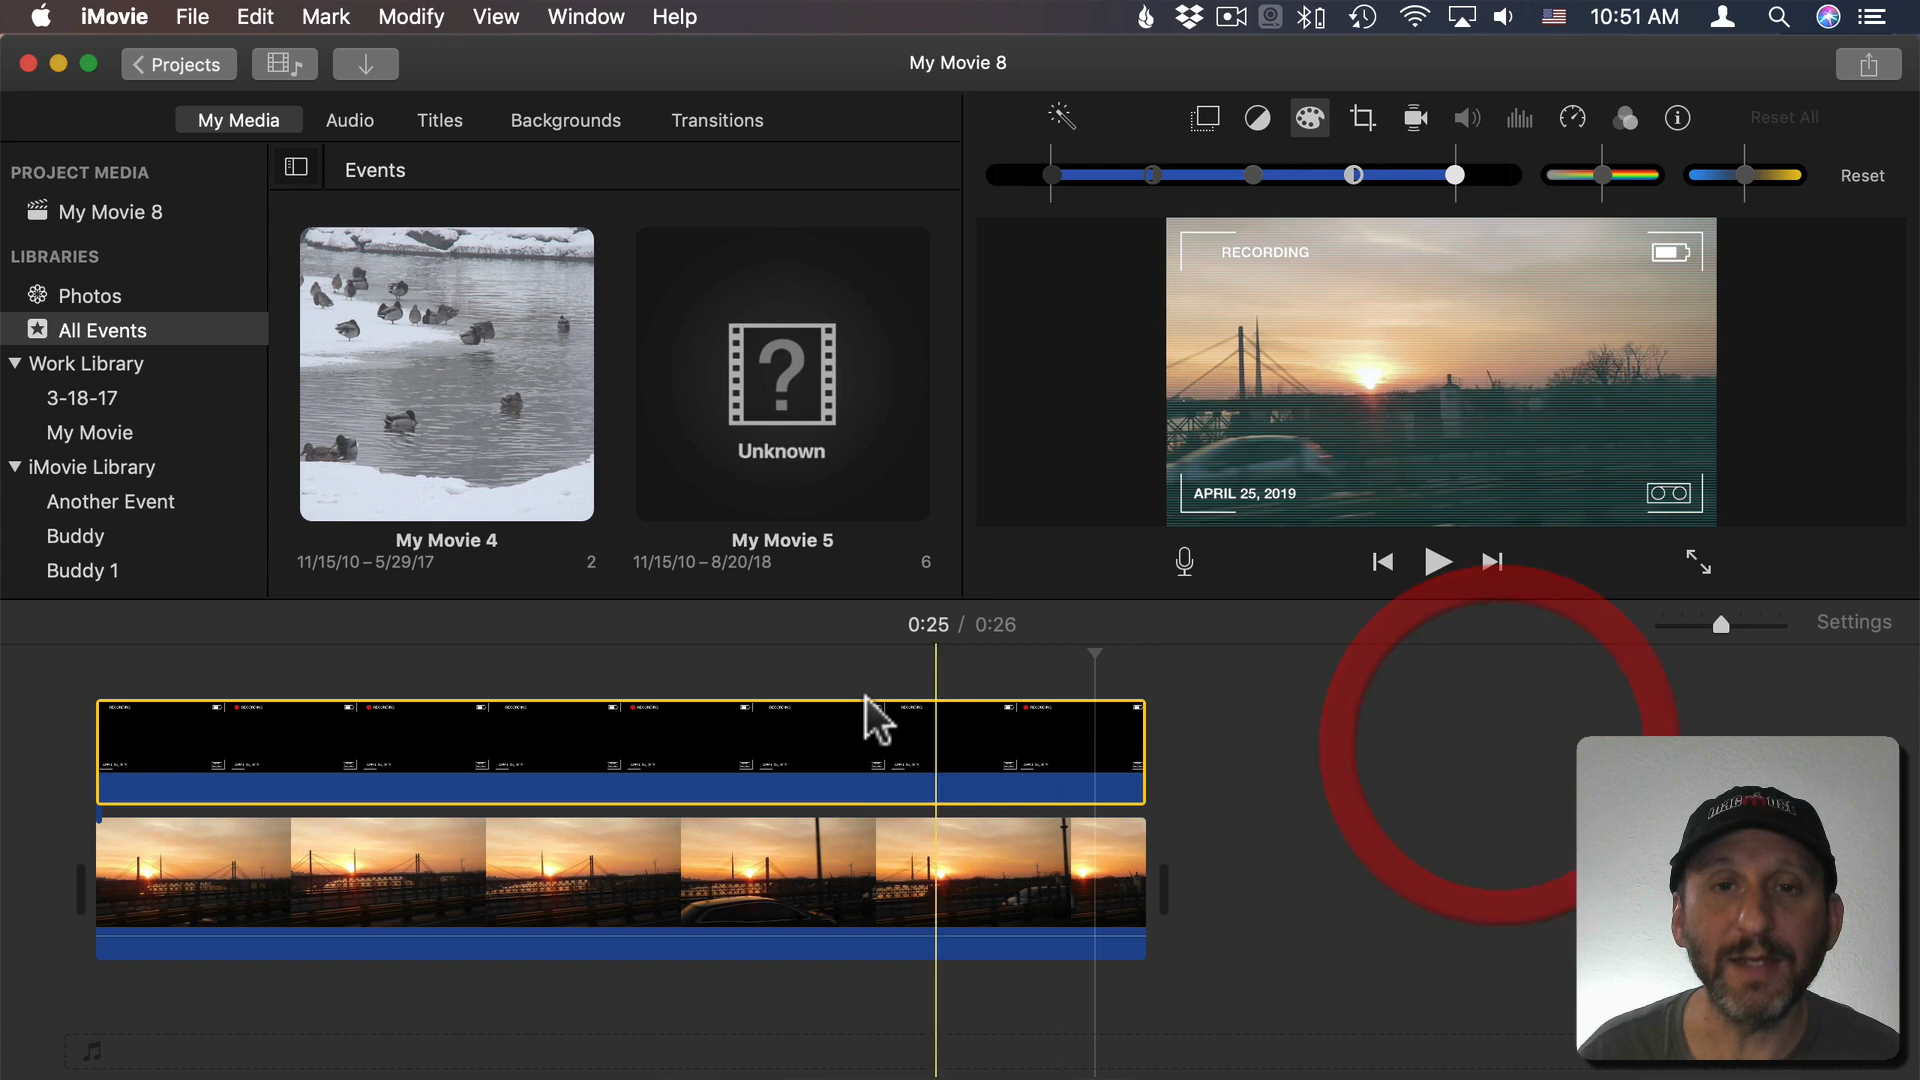 iMovie File Edit Mark Modify View Window Help 10:51 AM
Projects My Movie 8
My Media Audio Titles Backgrounds Transitions Reset All
PROJECT MEDIA Events Reset
My Movie 8
LIBRARIES
Photos
All Events
Work Library
3-18-17
My Movie
iMovie Library
Another Event
Buddy
Buddy 1
Unknown
My Movie 4 My Movie 5
11/15/10 – 5/29/17 2 11/15/10 – 8/20/18 6
RECORDING
APRIL 25, 2019
0:25 / 0:26 Settings